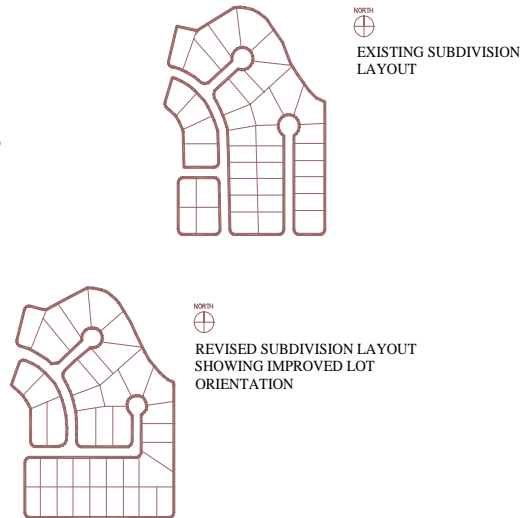 NORTH
EXISTING SUBDIVISION
LAYOUT
NORTH
REVISED SUBDIVISION LAYOUT
SHOWING IMPROVED LOT
ORIENTATION